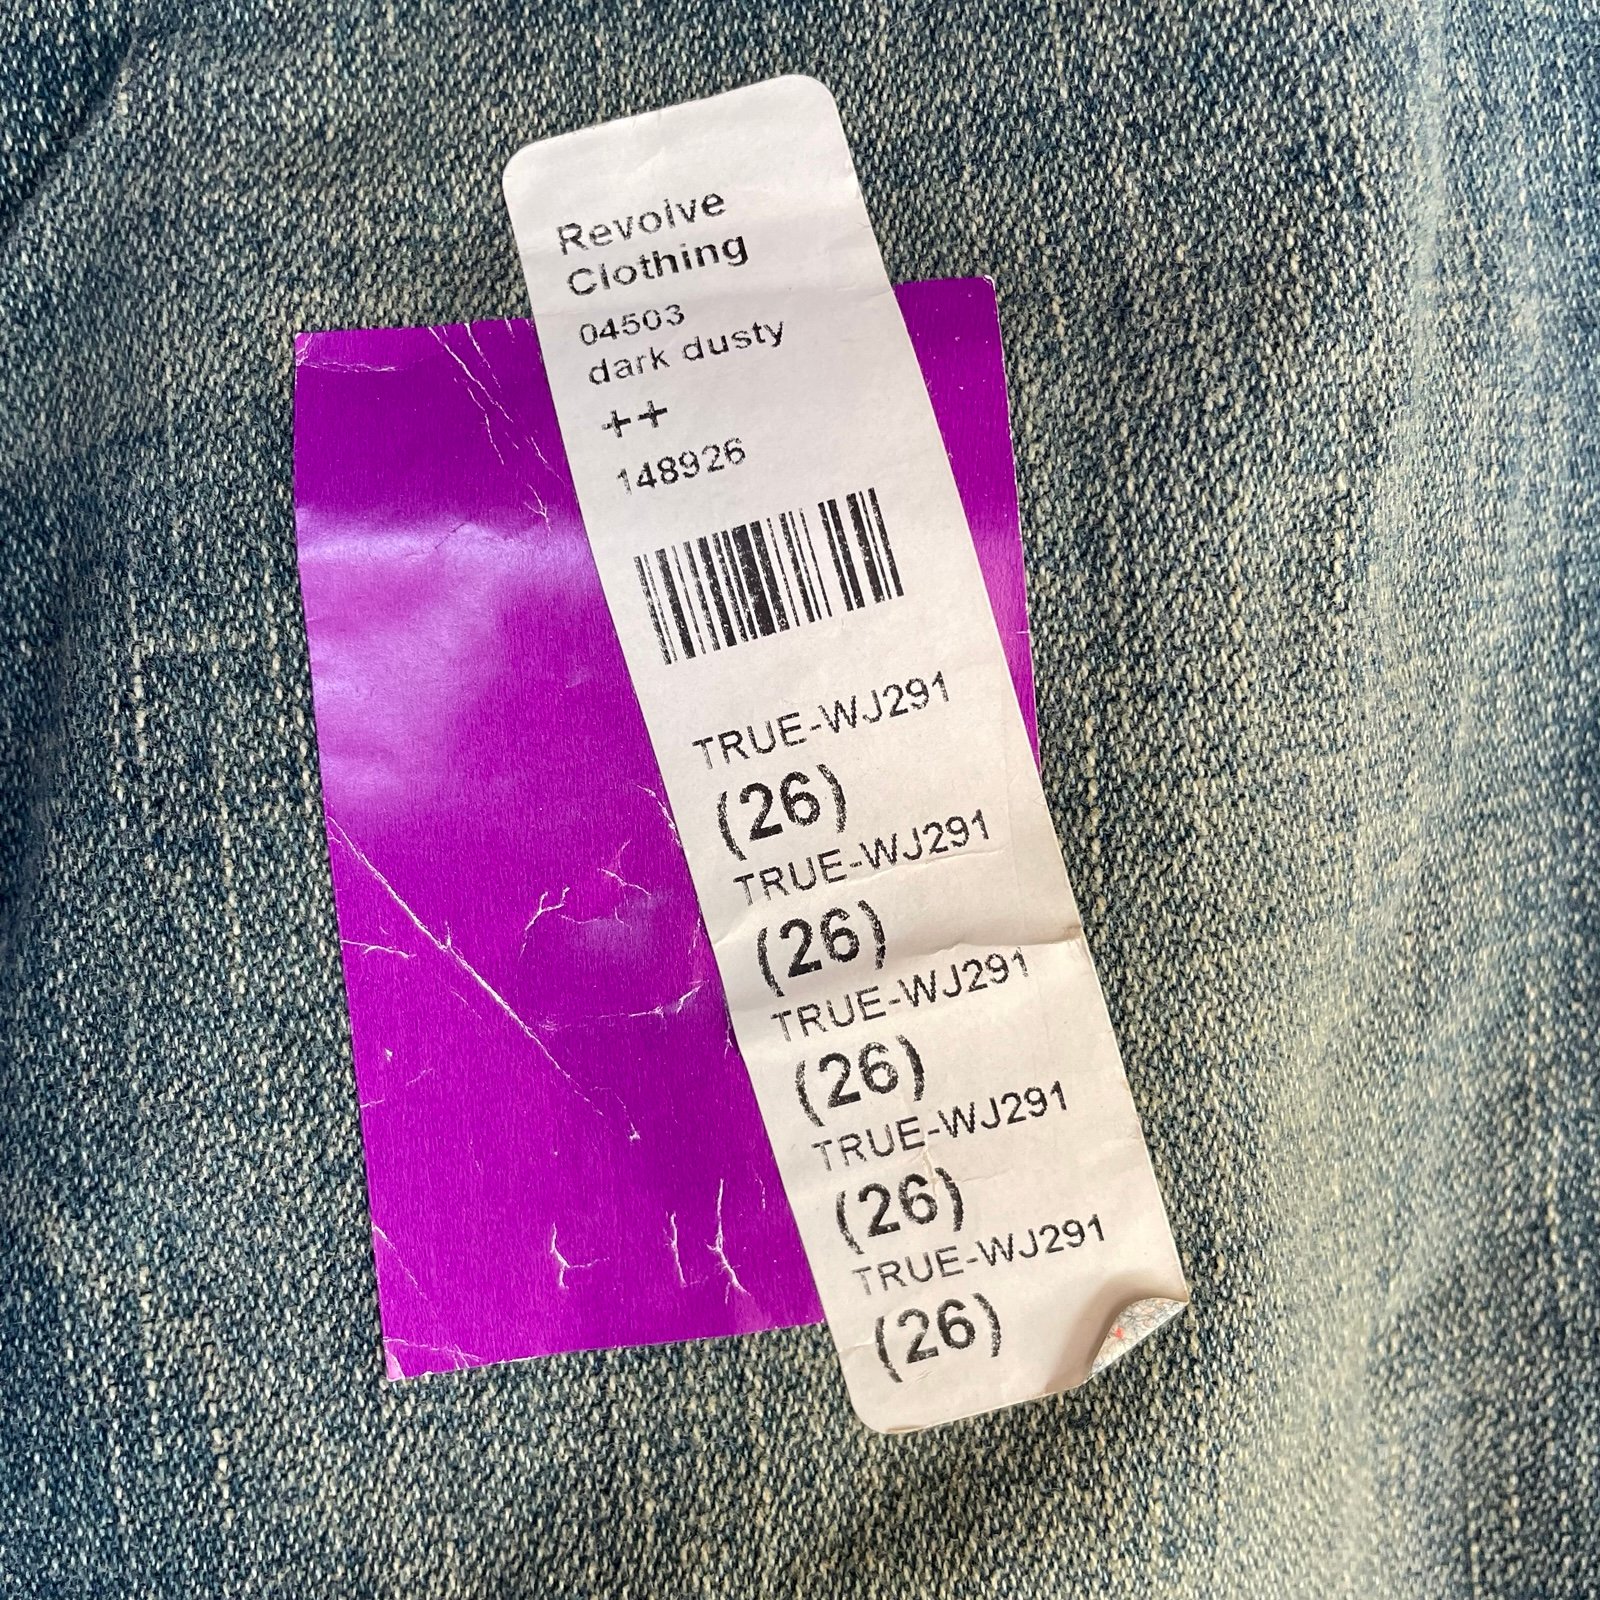 Revolve
Clothing
04503
dark dusty
++
148926
TRUE-WJ291
(26)
TRUE-WJ291
(26)
TRUE-WJ291
(26)
TRUE-WJ291
(26)
TRUE-WJ291
(26)